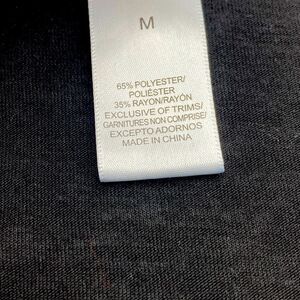 M
65% POLYESTER/
POLIÉSTER
35% RAYON/RAYÓN
EXCLUSIVE OF TRIMS/
GARNITURES NON COMPRISE/
EXCEPTO ADORNOS
MADE IN CHINA